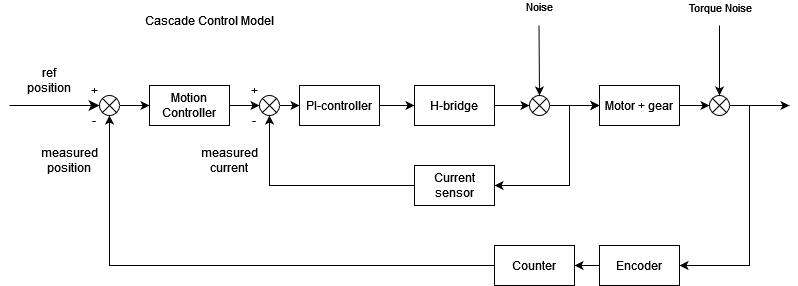 Noise
Torque Noise
Cascade Control Model
ref
position
+
-
Motion
Controller
+
-
PI-controller
H-bridge
Motor + gear
measured
position
measured
current
Current
sensor
Counter
Encoder